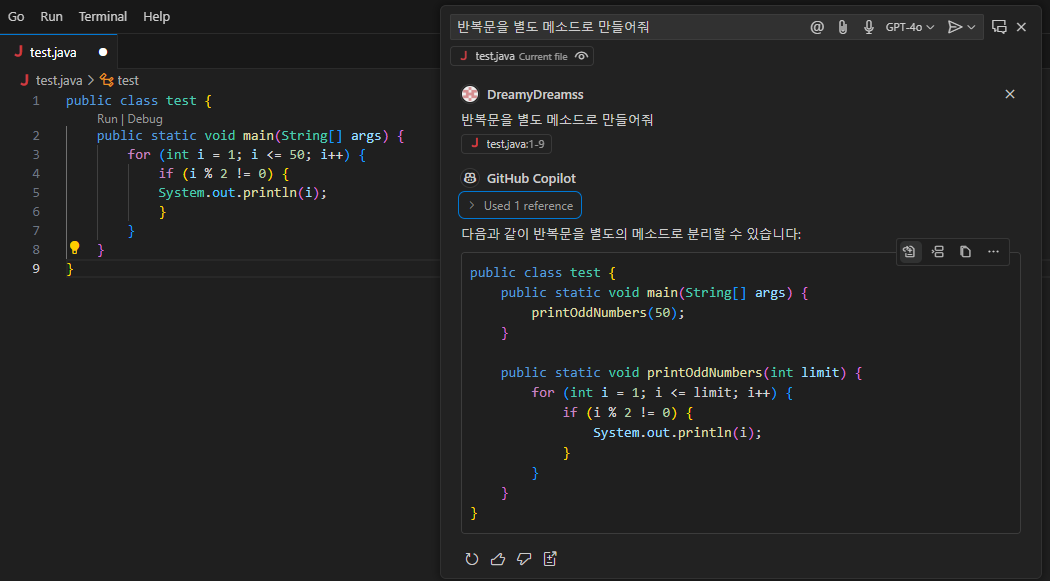 Go Run Terminal Help
test.java
test.java > test
1 public class test {
Run | Debug
2 public static void main(String[] args) {
3 for (int i = 1; i <= 50; i++) {
4 if (i % 2 != 0) {
5 System.out.println(i);
6 }
7 }
8 }
9 }
반복문을 별도 메소드로 만들어줘
GPT-4o
test.java Current file
DreamyDreamss
반복문을 별도 메소드로 만들어줘
test.java:1-9
GitHub Copilot
> Used 1 reference
다음과 같이 반복문을 별도의 메소드로 분리할 수 있습니다:
public class test {
public static void main(String[] args) {
printOddNumbers(50);
}
public static void printOddNumbers(int limit) {
for (int i = 1; i <= limit; i++) {
if (i % 2 != 0) {
System.out.println(i);
}
}
}
}